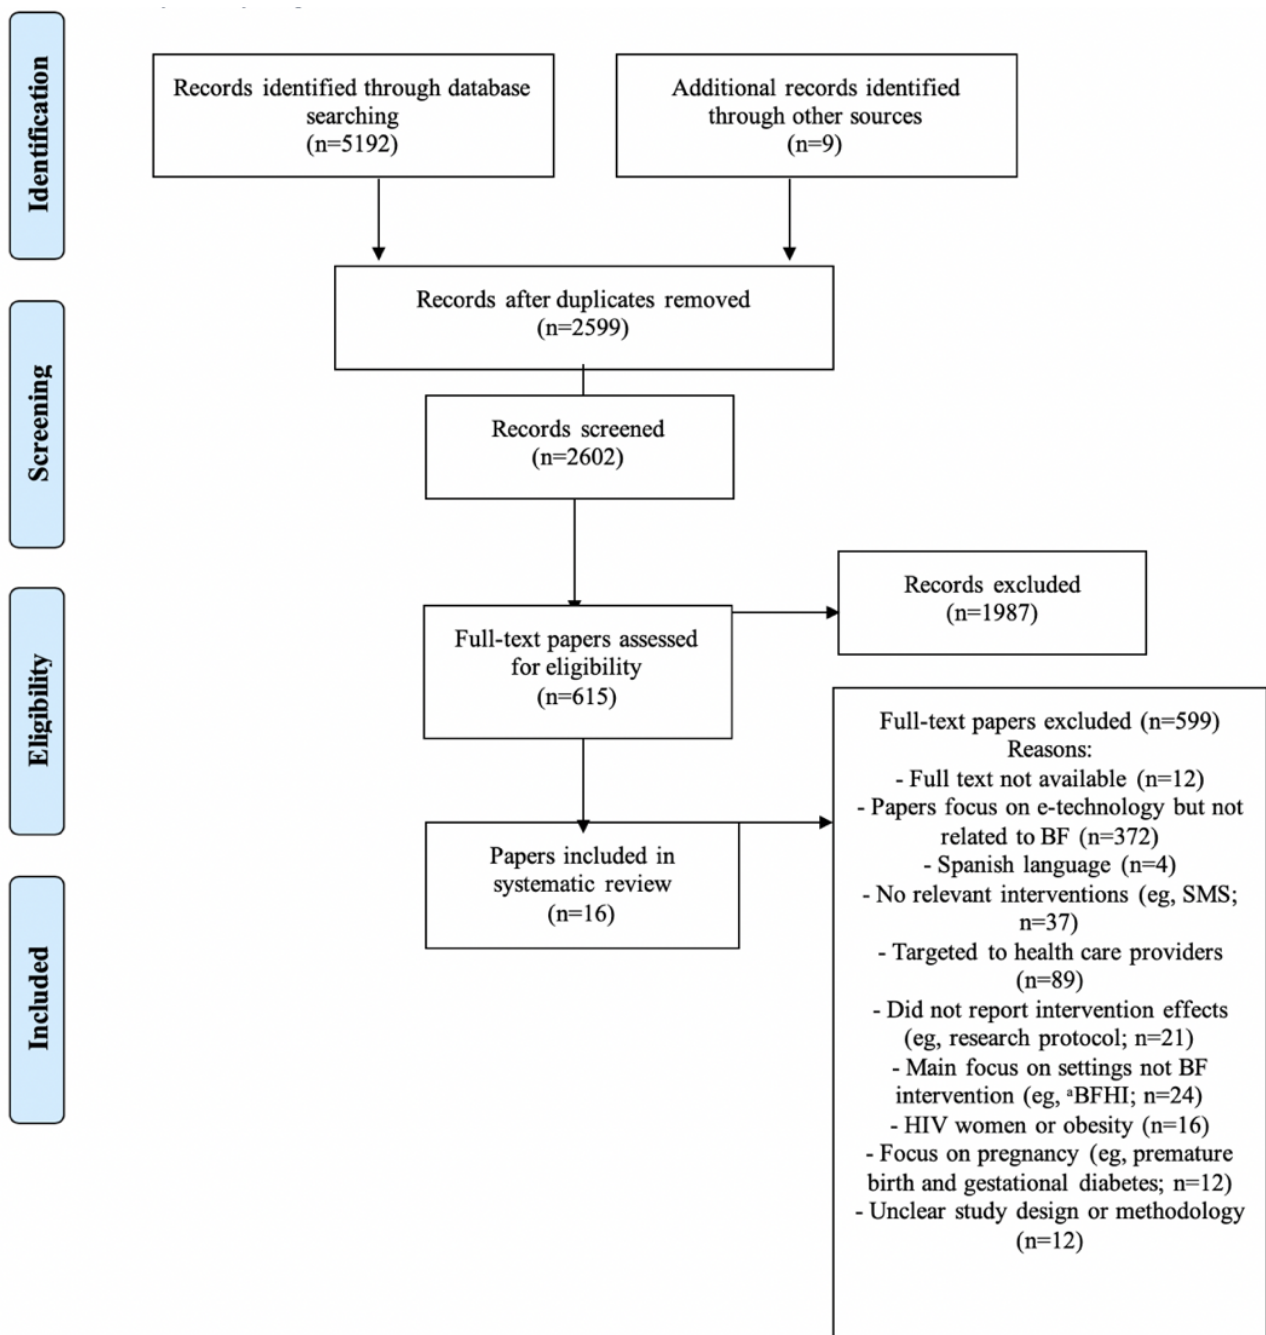 Identification
Records identified through database
searching
(n=5192)
Additional records identified
through other sources
(n=9)
Records after duplicates removed
(n=2599)
Screening
Records screened
(n=2602)
Records excluded
(n=1987)
Eligibility
Full-text papers assessed
for eligibility
(n=615)
Full-text papers excluded (n=599)
Reasons:
- Full text not available (n=12)
- Papers focus on e-technology but not
related to BF (n=372)
- Spanish language (n=4)
- No relevant interventions (eg, SMS;
n=37)
- Targeted to health care providers
(n=89)
- Did not report intervention effects
(eg, research protocol; n=21)
- Main focus on settings not BF
intervention (eg, ᵃBFHI; n=24)
- HIV women or obesity (n=16)
- Focus on pregnancy (eg, premature
birth and gestational diabetes; n=12)
- Unclear study design or methodology
(n=12)
Included
Papers included in
systematic review
(n=16)